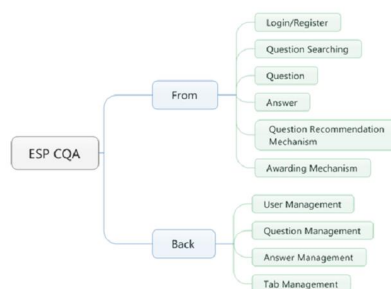 Login/Register
Question Searching
Question
From
Answer
Question Recommendation
Mechanism
Awarding Mechanism
ESP CQA
User Management
Question Management
Back
Answer Management
Tab Management